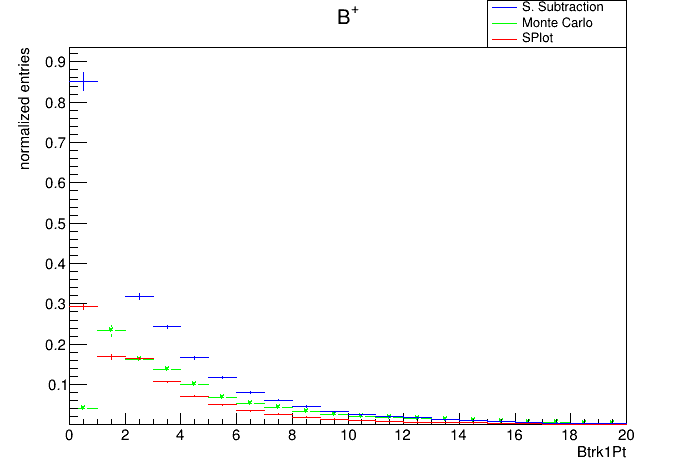 B+
S. Subtraction
Monte Carlo
SPlot
normalized entries
0.9
0.8
0.7
0.6
0.5
0.4
0.3
0.2
0.1
0 2 4 6 8 10 12 14 16 18 20
Btrk1Pt